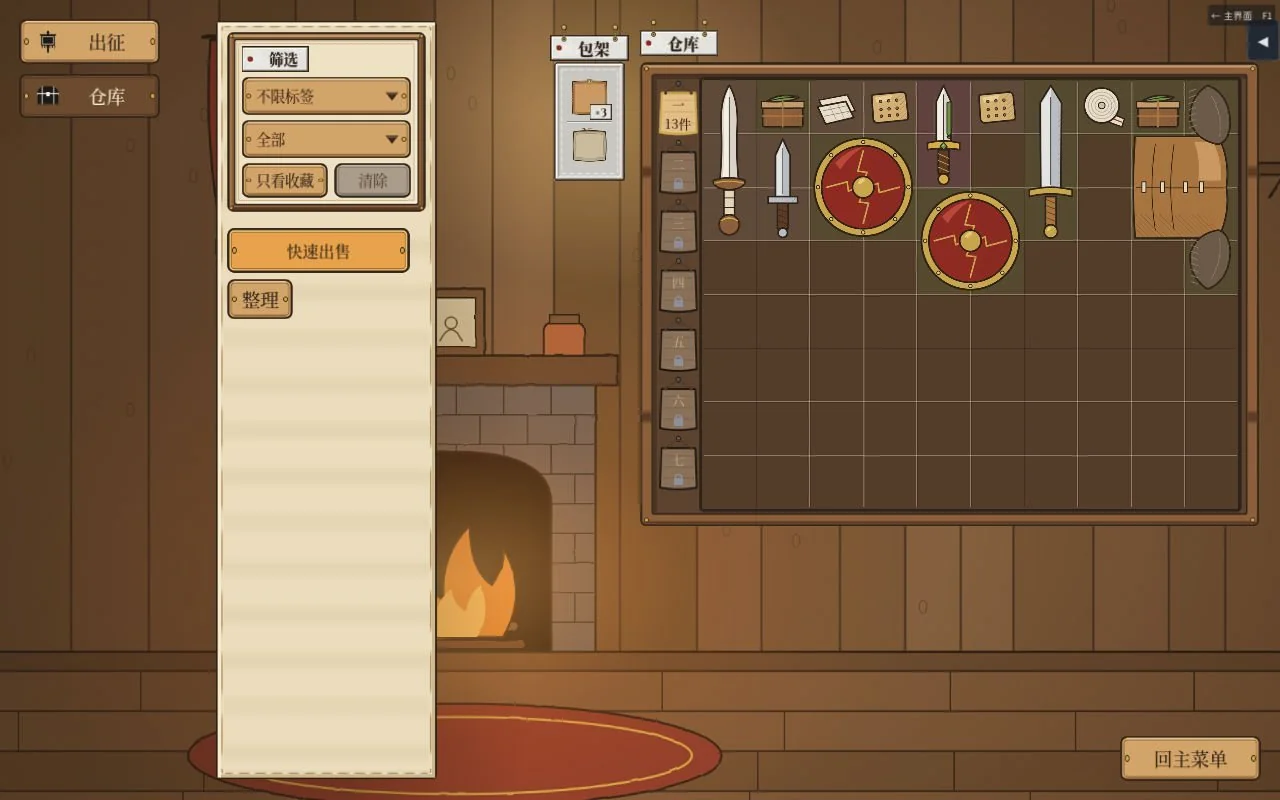 出征
仓库
筛选
不限标签
全部
只看收藏
清除
快速出售
整理
包架
×3
仓库
一
13件
二
三
四
五
六
七
← 主界面 F1
回主菜单